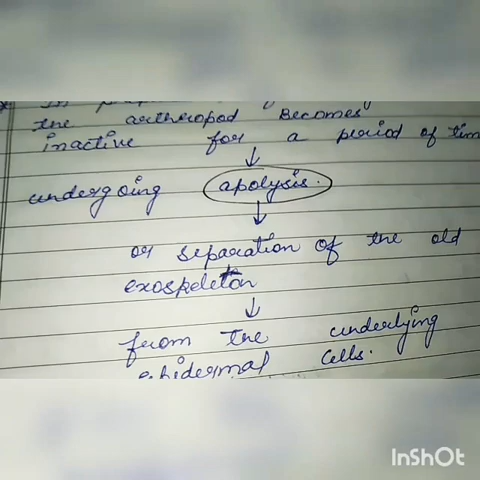 the arthropod becomes
inactive for a period of tim
↓
undergoing apolysis.
↓
or separation of the old
exoskeleton
↓
from the underlying
epidermal cells.
InShOt